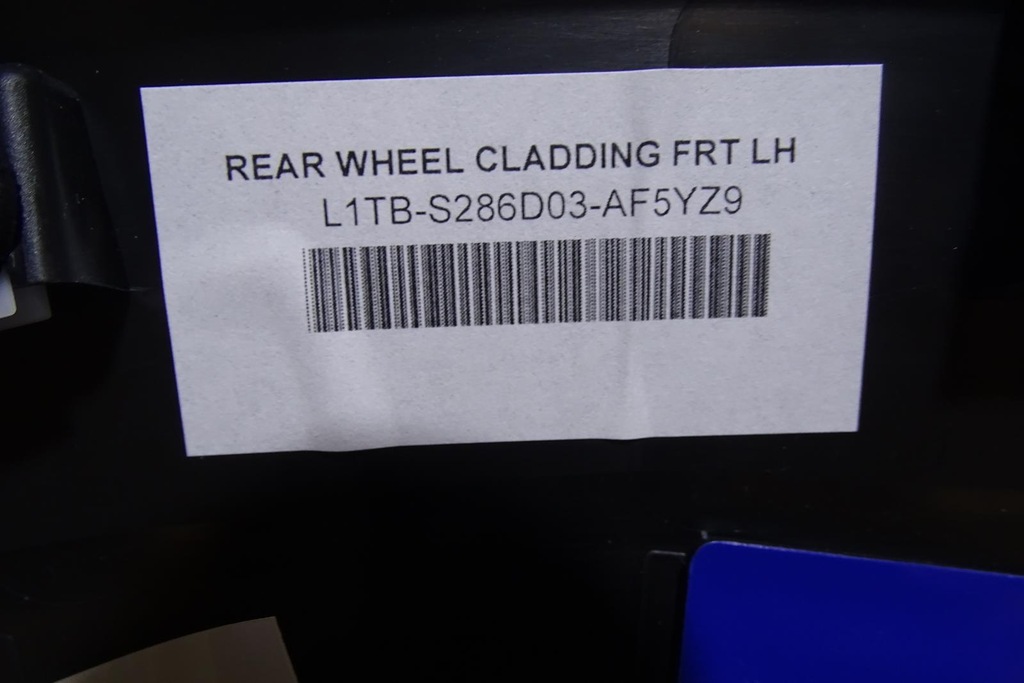 REAR WHEEL CLADDING FRT LH
L1TB-S286D03-AF5YZ9